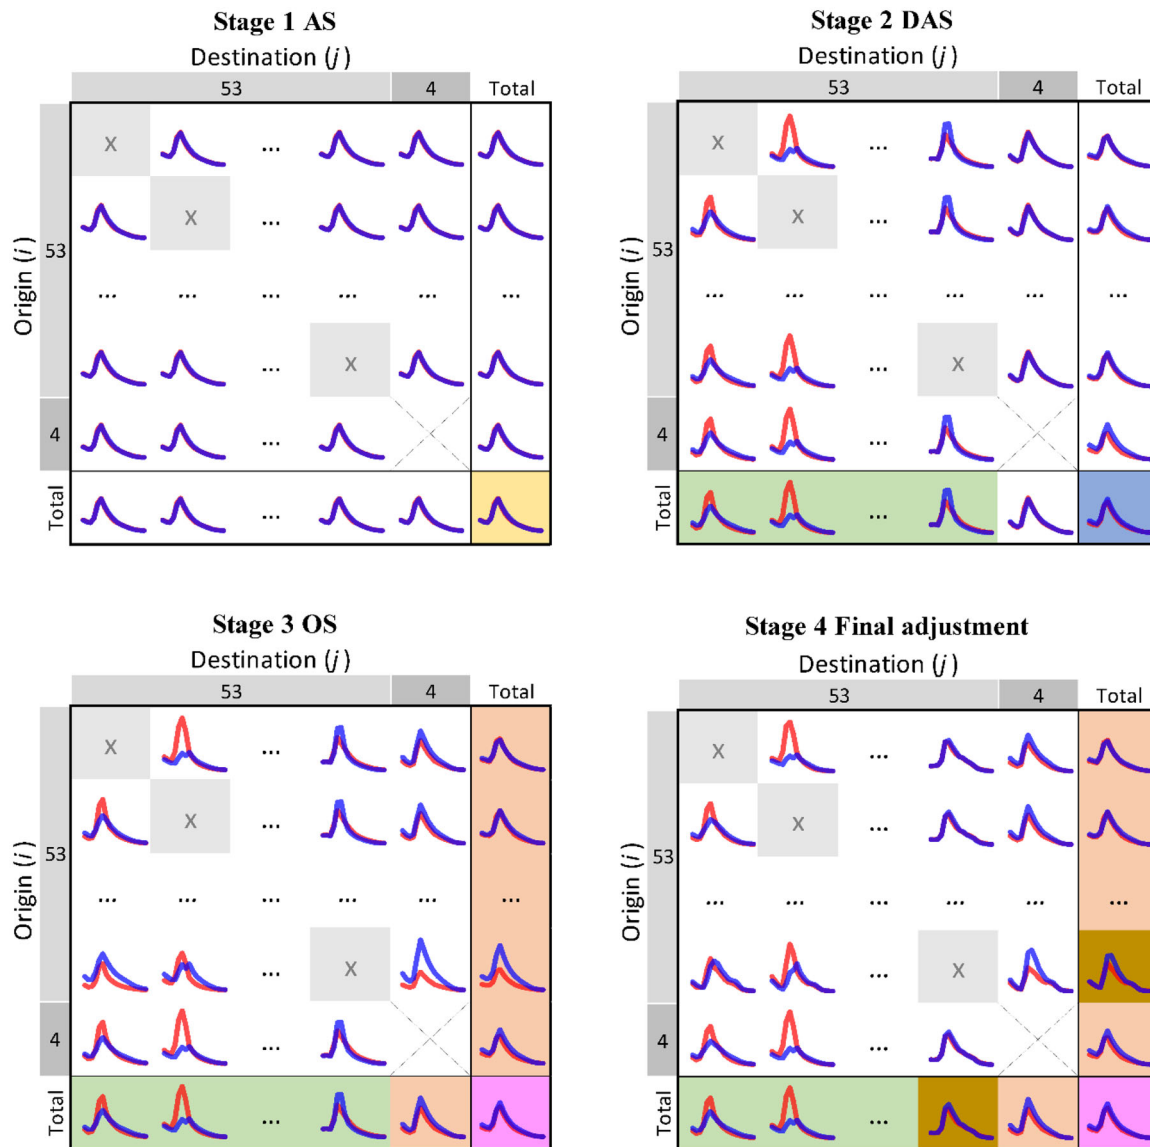 Stage 1 AS
Destination (j)
53 4 Total
Origin (i)
53
X ...
X ...
... ... ... ... ... ...
... X
4
...
Total
...
Stage 2 DAS
Destination (j)
53 4 Total
Origin (i)
53
X ...
X ...
... ... ... ... ... ...
... X
4
...
Total
...
Stage 3 OS
Destination (j)
53 4 Total
Origin (i)
53
X ...
X ...
... ... ... ... ... ...
... X
4
...
Total
...
Stage 4 Final adjustment
Destination (j)
53 4 Total
Origin (i)
53
X ...
X ...
... ... ... ... ... ...
... X
4
...
Total
...